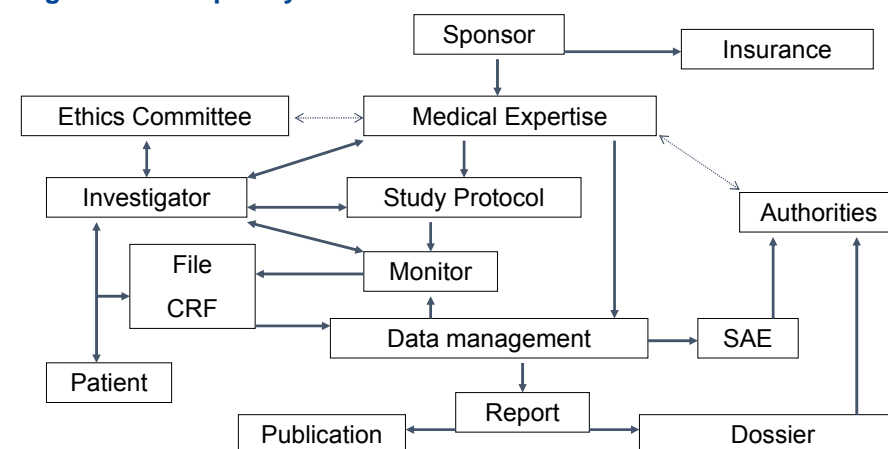 Sponsor
Insurance
Ethics Committee
Medical Expertise
Investigator
Study Protocol
Authorities
File
CRF
Monitor
Data management
SAE
Patient
Report
Publication
Dossier